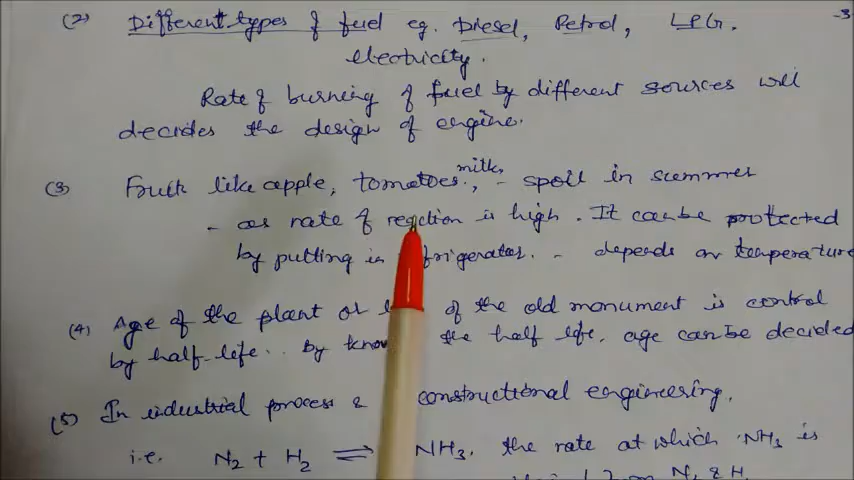 (2) Different types of fuel eg. Diesel, Petrol, LPG. -3
electricity.
Rate of burning of fuel by different sources will
decides the design of engine.
(3) Fruit like apple, tomatoes, milk, - spoil in summer
- as rate of reaction is high. It can be protected
by putting in frigerator. - depends on temperature
(4) Age of the plant or of the old monument is control
by half-life.. By know the half life, age can be decided
(5) In industrial process & constructional engineering.
i.e. N2 + H2 ⇌ NH3. the rate at which NH3 is
N2 & H